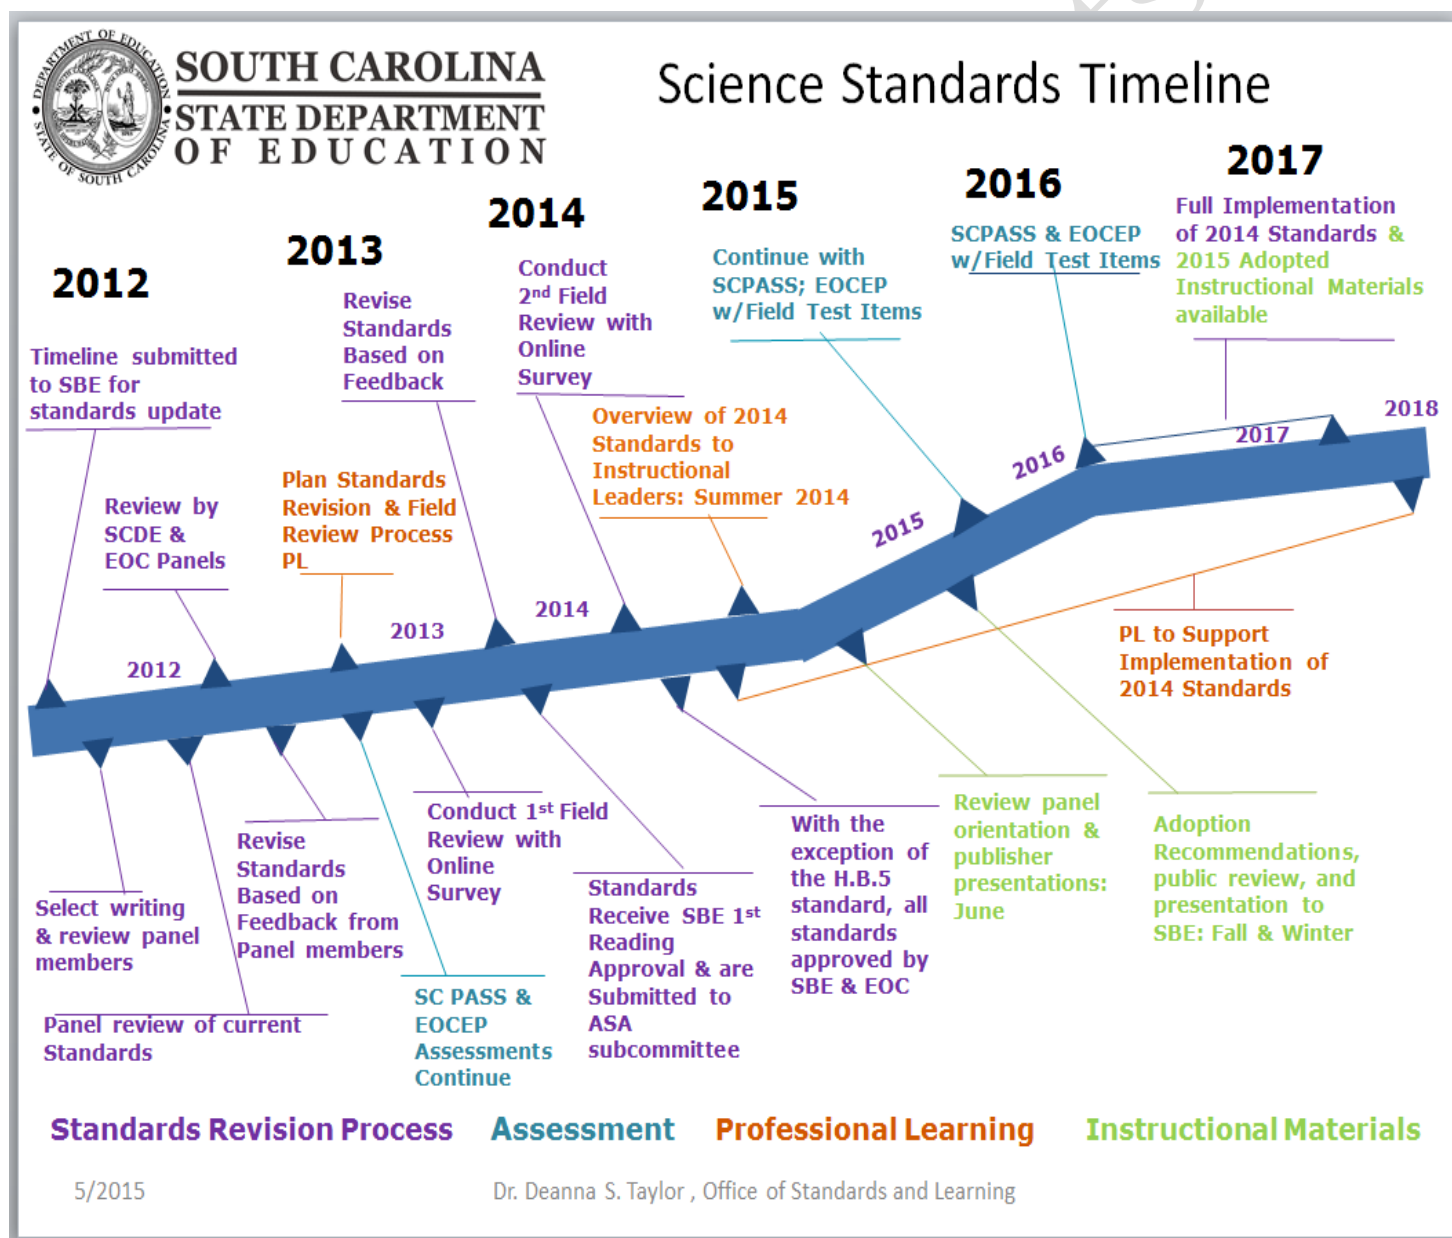 DEPARTMENT OF EDUCATION
STATE OF SOUTH CAROLINA
SOUTH CAROLINA
STATE DEPARTMENT
OF EDUCATION
Science Standards Timeline
2012
Timeline submitted
to SBE for
standards update
Review by
SCDE &
EOC Panels
2013
Plan Standards
Revision & Field
Review Process
PL
Revise
Standards
Based on
Feedback
2014
Conduct
2nd Field
Review with
Online
Survey
Overview of 2014
Standards to
Instructional
Leaders: Summer 2014
2015
Continue with
SCPASS; EOCEP
w/Field Test Items
2016
SCPASS & EOCEP
w/Field Test Items
2017
Full Implementation
of 2014 Standards &
2015 Adopted
Instructional Materials
available
2012
2013
2014
2015
2016
2017
2018
Select writing
& review panel
members
Panel review of current
Standards
Revise
Standards
Based on
Feedback from
Panel members
SC PASS &
EOCEP
Assessments
Continue
Conduct 1st Field
Review with
Online
Survey
Standards
Receive SBE 1st
Reading
Approval & are
Submitted to
ASA
subcommittee
With the
exception of
the H.B.5
standard, all
standards
approved by
SBE & EOC
Review panel
orientation &
publisher
presentations:
June
Adoption
Recommendations,
public review, and
presentation to
SBE: Fall & Winter
PL to Support
Implementation of
2014 Standards
Standards Revision Process Assessment Professional Learning Instructional Materials
5/2015 Dr. Deanna S. Taylor , Office of Standards and Learning